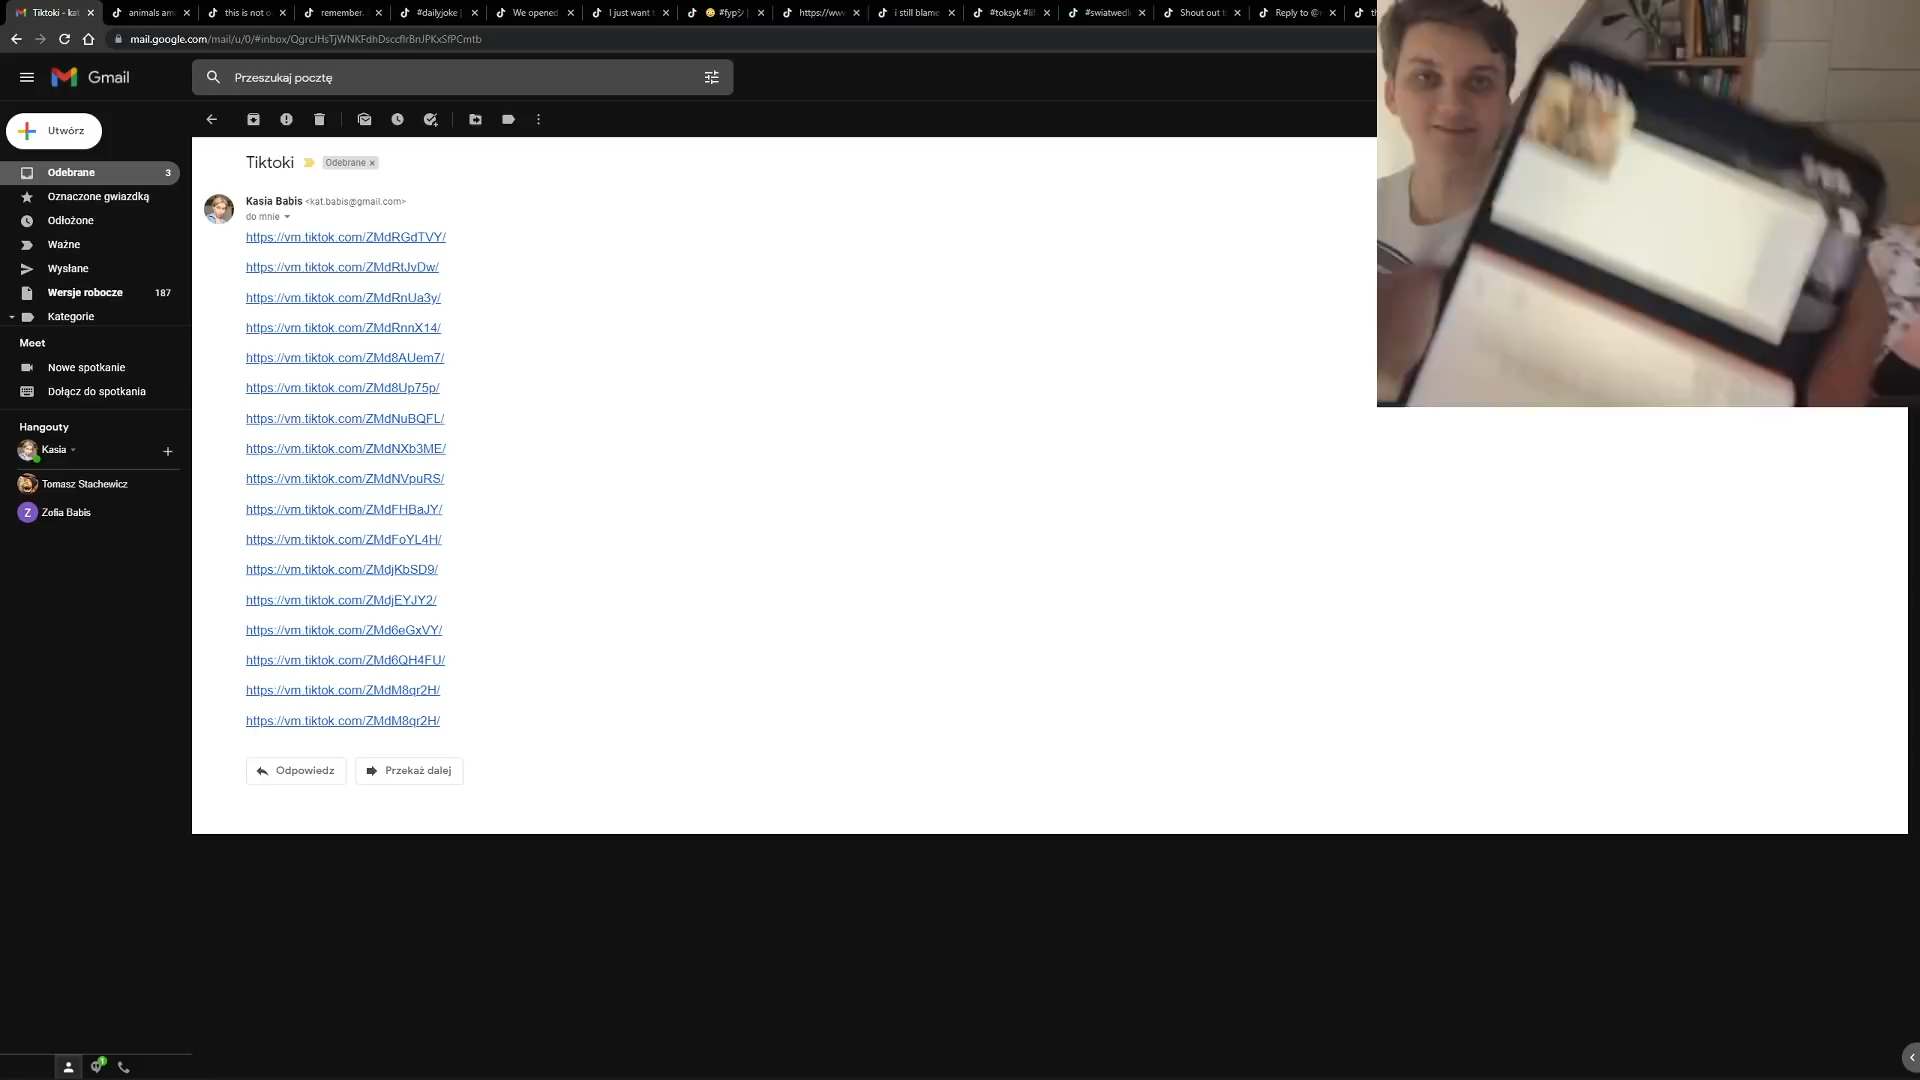 Tiktoki - kat
animals am
this is not o
remember.
#dailyjoke
We opened
I just want t
#fypシ
https://ww
i still blame
#toksyk #lif
#swiatwedl
Shout out t
Reply to @
th
mail.google.com/mail/u/0/#inbox/QgrcJHsTjWNKFdhDsccflrBnJPKxSfPCmtb
Gmail
Przeszukaj pocztę
Utwórz
Odebrane 3
Oznaczone gwiazdką
Odłożone
Ważne
Wysłane
Wersje robocze 187
Kategorie
Meet
Nowe spotkanie
Dołącz do spotkania
Hangouty
Kasia
Tomasz Stachewicz
Z Zofia Babis
1
Tiktoki Odebrane
Kasia Babis <kat.babis@gmail.com>
do mnie
https://vm.tiktok.com/ZMdRGdTVY/
https://vm.tiktok.com/ZMdRtJvDw/
https://vm.tiktok.com/ZMdRnUa3y/
https://vm.tiktok.com/ZMdRnnX14/
https://vm.tiktok.com/ZMd8AUem7/
https://vm.tiktok.com/ZMd8Up75p/
https://vm.tiktok.com/ZMdNuBQFL/
https://vm.tiktok.com/ZMdNXb3ME/
https://vm.tiktok.com/ZMdNVpuRS/
https://vm.tiktok.com/ZMdFHBaJY/
https://vm.tiktok.com/ZMdFoYL4H/
https://vm.tiktok.com/ZMdjKbSD9/
https://vm.tiktok.com/ZMdjEYJY2/
https://vm.tiktok.com/ZMd6eGxVY/
https://vm.tiktok.com/ZMd6QH4FU/
https://vm.tiktok.com/ZMdM8qr2H/
https://vm.tiktok.com/ZMdM8qr2H/
Odpowiedz
Przekaż dalej